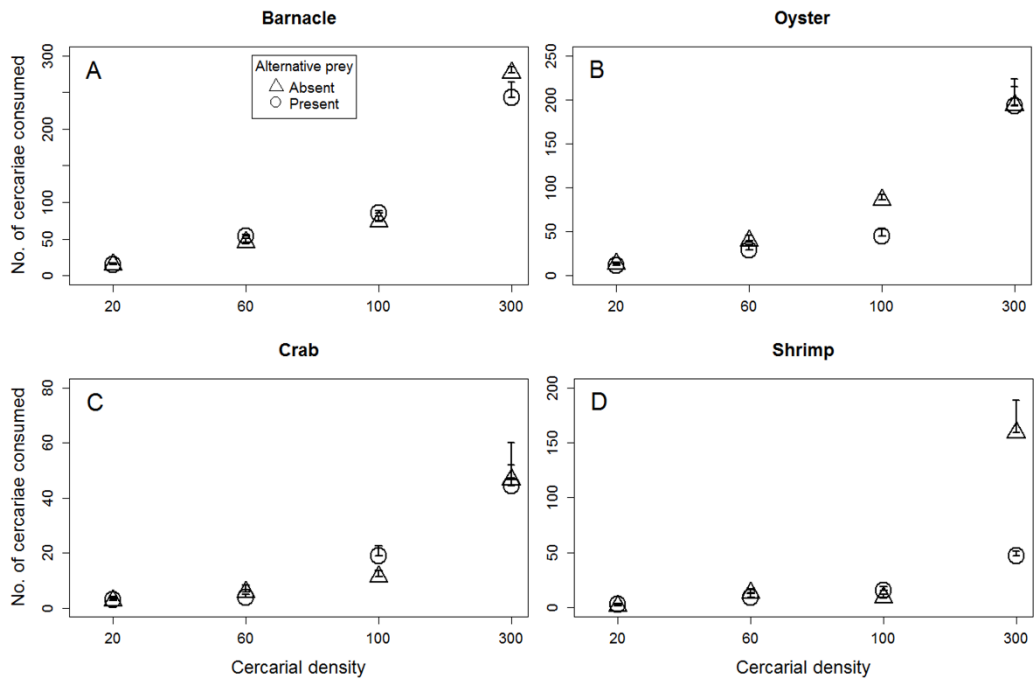 Barnacle
A
Alternative prey
Absent
Present
No. of cercariae consumed
300
200
100
50
0
20 60 100 300
Oyster
B
250
200
150
100
50
0
20 60 100 300
Crab
C
No. of cercariae consumed
80
60
40
20
0
20 60 100 300
Cercarial density
Shrimp
D
200
150
100
50
0
20 60 100 300
Cercarial density